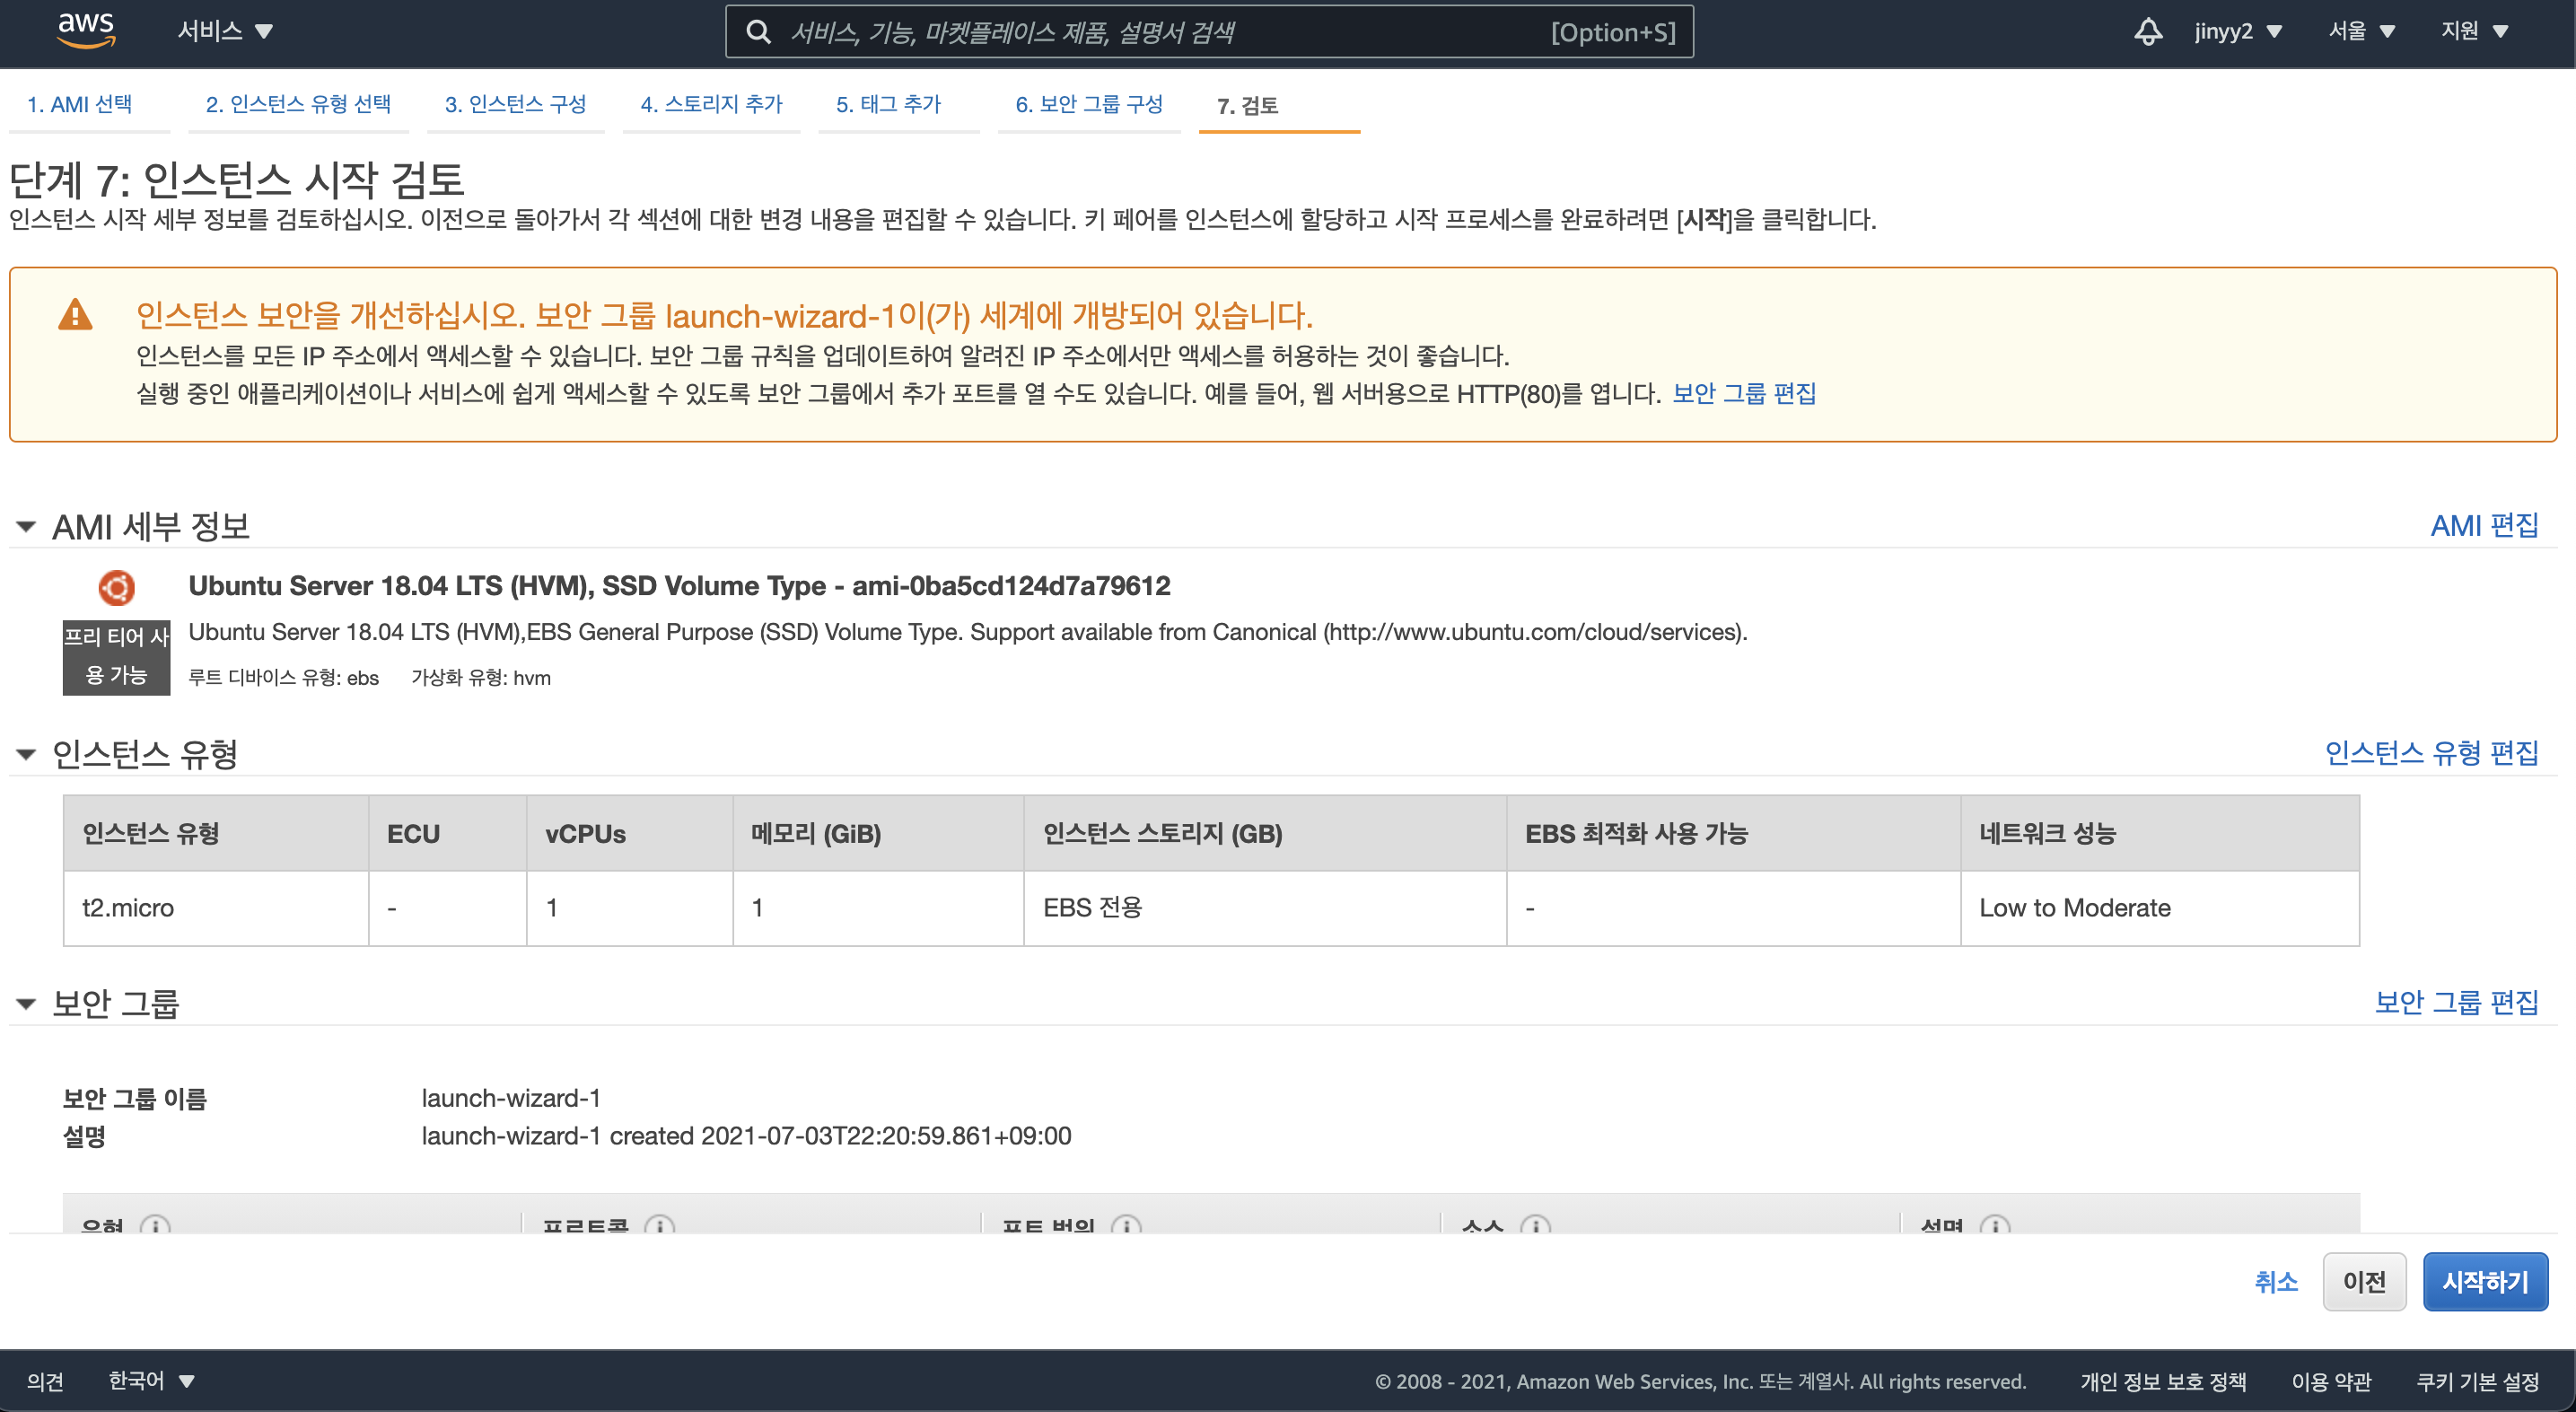 aws 서비스 서비스, 기능, 마켓플레이스 제품, 설명서 검색 [Option+S] jinyy2 서울 지원
1. AMI 선택 2. 인스턴스 유형 선택 3. 인스턴스 구성 4. 스토리지 추가 5. 태그 추가 6. 보안 그룹 구성 7. 검토
단계 7: 인스턴스 시작 검토
인스턴스 시작 세부 정보를 검토하십시오. 이전으로 돌아가서 각 섹션에 대한 변경 내용을 편집할 수 있습니다. 키 페어를 인스턴스에 할당하고 시작 프로세스를 완료하려면 [시작]을 클릭합니다.
인스턴스 보안을 개선하십시오. 보안 그룹 launch-wizard-1이(가) 세계에 개방되어 있습니다.
인스턴스를 모든 IP 주소에서 액세스할 수 있습니다. 보안 그룹 규칙을 업데이트하여 알려진 IP 주소에서만 액세스를 허용하는 것이 좋습니다.
실행 중인 애플리케이션이나 서비스에 쉽게 액세스할 수 있도록 보안 그룹에서 추가 포트를 열 수도 있습니다. 예를 들어, 웹 서버용으로 HTTP(80)를 엽니다. 보안 그룹 편집
AMI 세부 정보 AMI 편집
Ubuntu Server 18.04 LTS (HVM), SSD Volume Type - ami-0ba5cd124d7a79612
프리 티어 사용 가능
Ubuntu Server 18.04 LTS (HVM),EBS General Purpose (SSD) Volume Type. Support available from Canonical (http://www.ubuntu.com/cloud/services).
루트 디바이스 유형: ebs 가상화 유형: hvm
인스턴스 유형 인스턴스 유형 편집
인스턴스 유형 ECU vCPUs 메모리 (GiB) 인스턴스 스토리지 (GB) EBS 최적화 사용 가능 네트워크 성능
t2.micro - 1 1 EBS 전용 - Low to Moderate
보안 그룹 보안 그룹 편집
보안 그룹 이름 launch-wizard-1
설명 launch-wizard-1 created 2021-07-03T22:20:59.861+09:00
유형 프로토콜 포트 범위 소스 설명
취소 이전 시작하기
의견 한국어 © 2008 - 2021, Amazon Web Services, Inc. 또는 계열사. All rights reserved. 개인 정보 보호 정책 이용 약관 쿠키 기본 설정